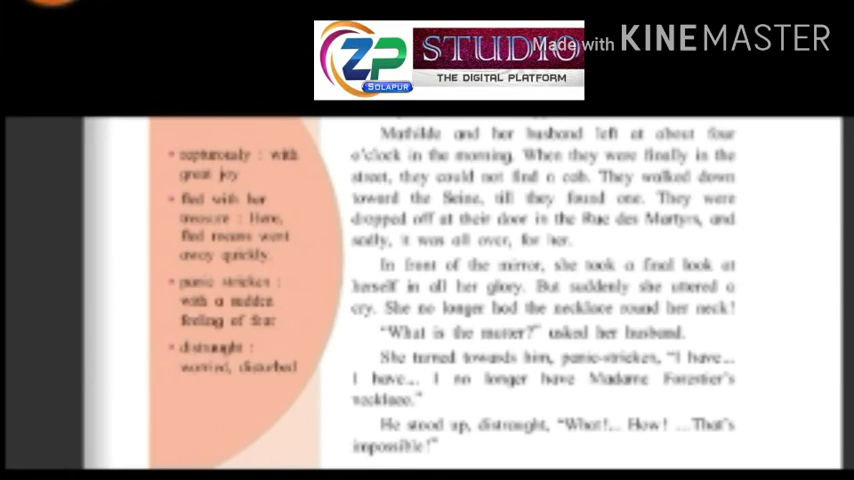 ZP
SOLAPUR
STUDIO
THE DIGITAL PLATFORM
Made with KINEMASTER
• rapturously : with
great joy
• fled with her
treasure : Here,
fled means went
away quickly.
• panic stricken :
with a sudden
feeling of fear
• distraught :
worried, disturbed
Mathilde and her husband left at about four
o'clock in the morning. When they were finally in the
street, they could not find a cab. They walked down
toward the Seine, till they found one. They were
dropped off at their door in the Rue des Martyrs, and
sadly, it was all over, for her.
In front of the mirror, she took a final look at
herself in all her glory. But suddenly she uttered a
cry. She no longer had the necklace round her neck!
“What is the matter?” asked her husband.
She turned towards him, panic-stricken, “I have...
I have... I no longer have Madame Forestier's
necklace.”
He stood up, distraught, “What!... How! ...That's
impossible!”